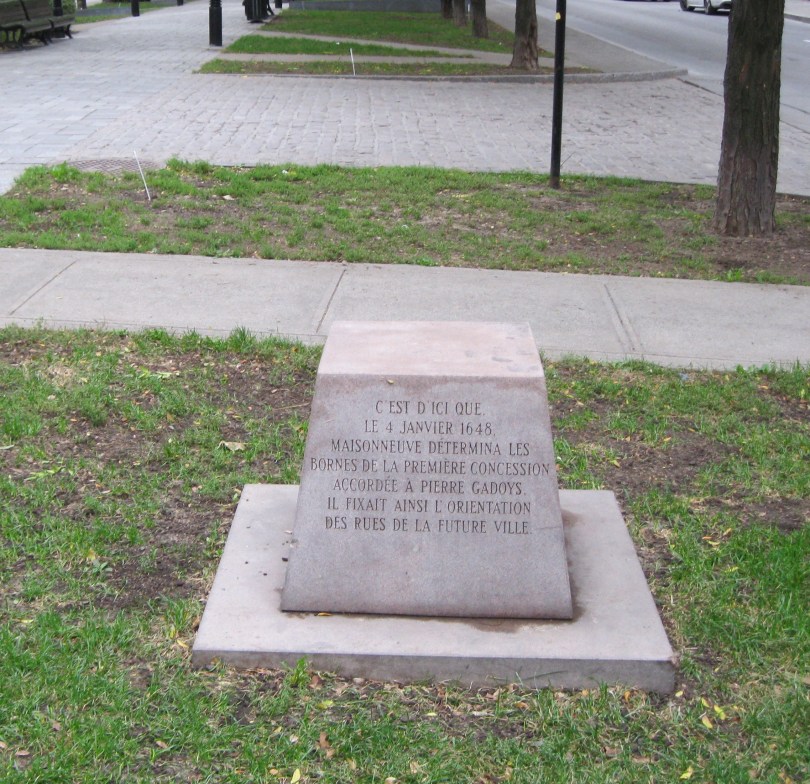 C'EST D'ICI QUE,
LE 4 JANVIER 1648,
MAISONNEUVE DÉTERMINA LES
BORNES DE LA PREMIÈRE CONCESSION
ACCORDÉE À PIERRE GADOYS.
IL FIXAIT AINSI L'ORIENTATION
DES RUES DE LA FUTURE VILLE.